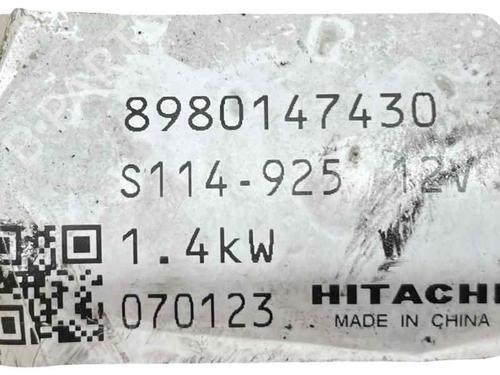 8980147430
S114-925 12V
1.4kW W
070123 HITACHI
MADE IN CHINA